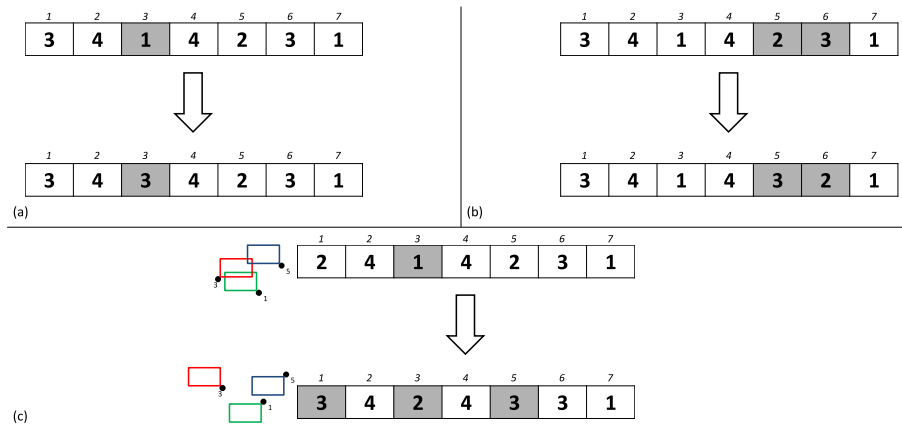 1 2 3 4 5 6 7
3 4 1 4 2 3 1
1 2 3 4 5 6 7
3 4 3 4 2 3 1
(a)
1 2 3 4 5 6 7
3 4 1 4 2 3 1
1 2 3 4 5 6 7
3 4 1 4 3 2 1
(b)
1 2 3 4 5 6 7
2 4 1 4 2 3 1
5
3
1
1 2 3 4 5 6 7
3 4 2 4 3 3 1
5
3
1
(c)